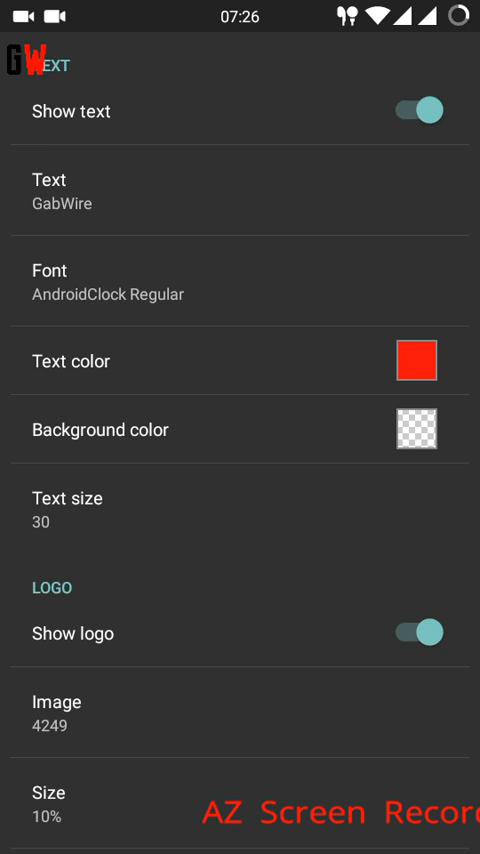 07:26
GW EXT
Show text
Text
GabWire
Font
AndroidClock Regular
Text color
Background color
Text size
30
LOGO
Show logo
Image
4249
Size
10%
AZ Screen Recor